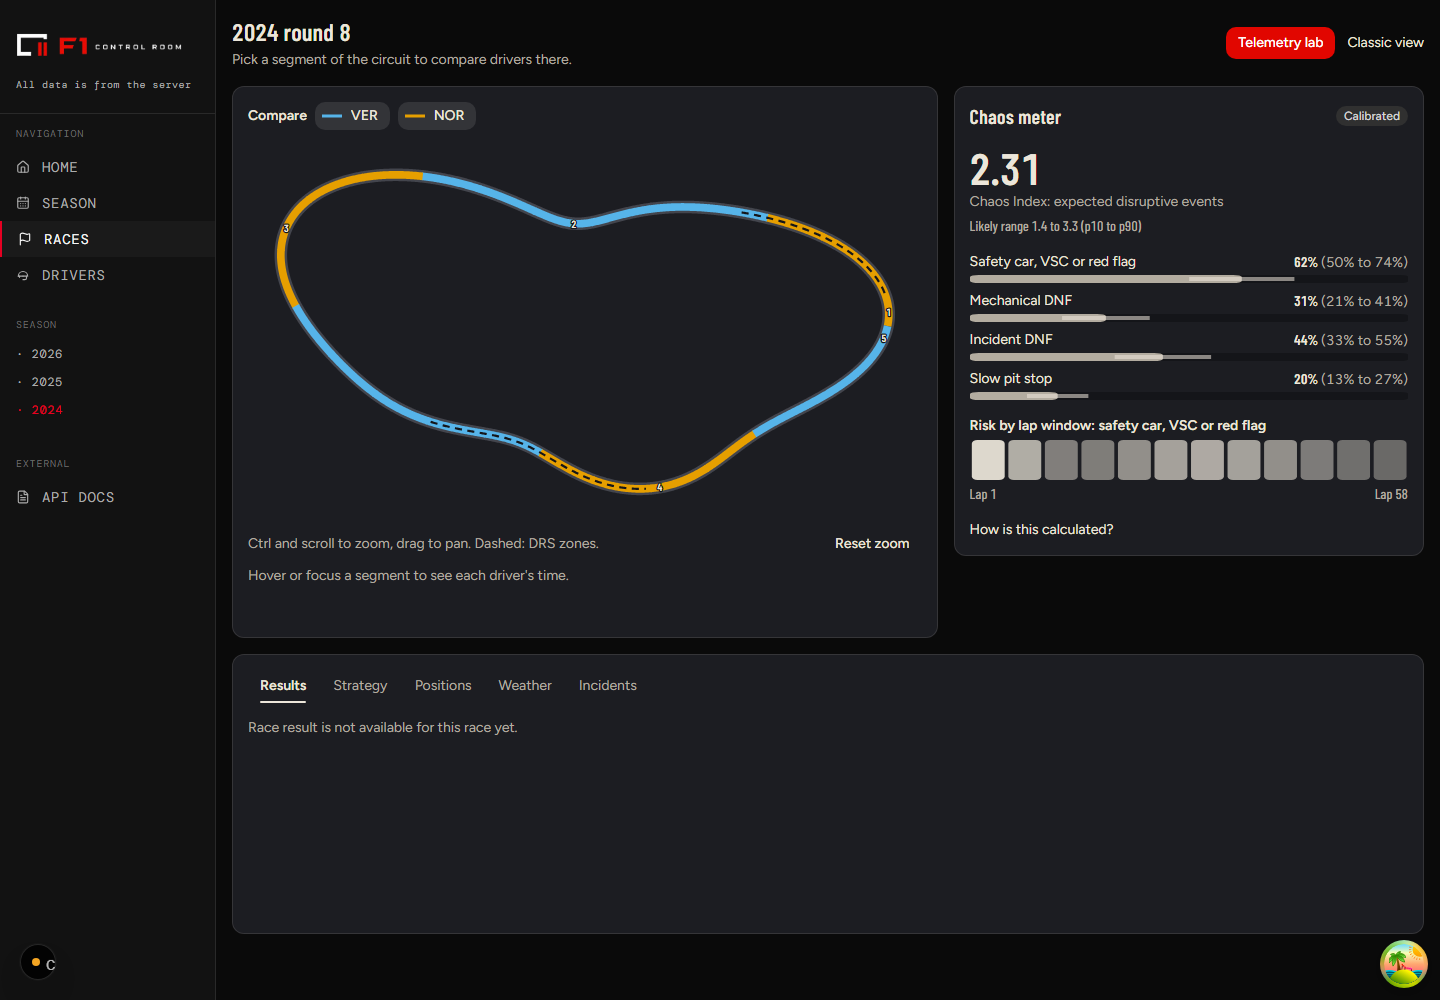 F1 CONTROL ROOM
All data is from the server
NAVIGATION
HOME
SEASON
RACES
DRIVERS
SEASON
· 2026
· 2025
· 2024
EXTERNAL
API DOCS
C
2024 round 8
Pick a segment of the circuit to compare drivers there.
Telemetry lab
Classic view
Compare
VER
NOR
3
2
1
5
4
Ctrl and scroll to zoom, drag to pan. Dashed: DRS zones.
Reset zoom
Hover or focus a segment to see each driver's time.
Chaos meter
Calibrated
2.31
Chaos Index: expected disruptive events
Likely range 1.4 to 3.3 (p10 to p90)
Safety car, VSC or red flag 62% (50% to 74%)
Mechanical DNF 31% (21% to 41%)
Incident DNF 44% (33% to 55%)
Slow pit stop 20% (13% to 27%)
Risk by lap window: safety car, VSC or red flag
Lap 1 Lap 58
How is this calculated?
Results Strategy Positions Weather Incidents
Race result is not available for this race yet.